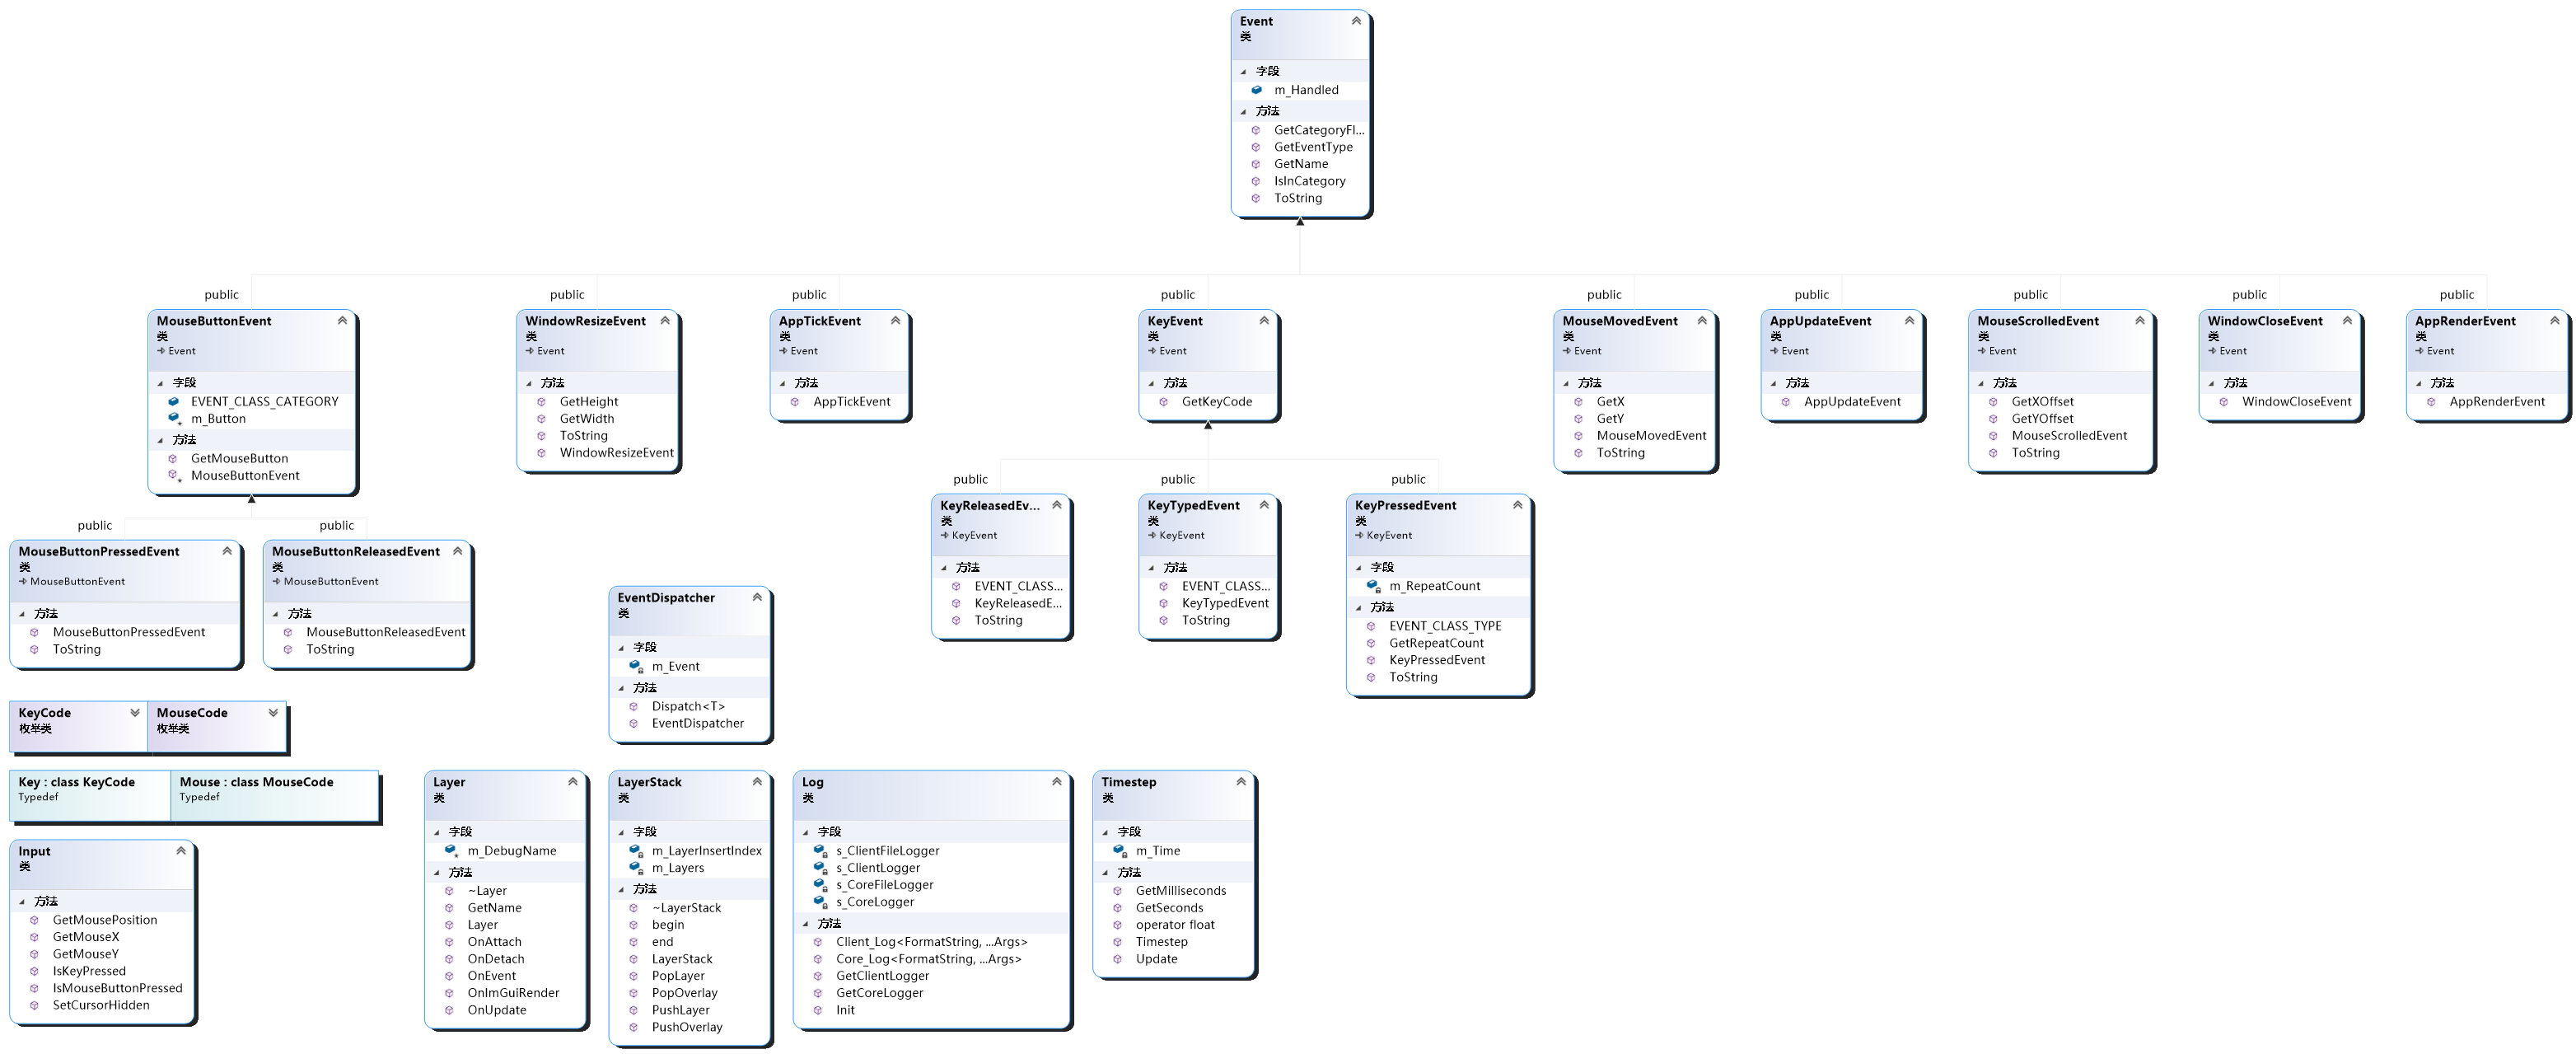 Event
类
字段
m_Handled
方法
GetCategoryFl...
GetEventType
GetName
IsInCategory
ToString
public
public
public
public
public
public
public
public
public
MouseButtonEvent
类
Event
字段
EVENT_CLASS_CATEGORY
m_Button
方法
GetMouseButton
MouseButtonEvent
WindowResizeEvent
类
Event
方法
GetHeight
GetWidth
ToString
WindowResizeEvent
AppTickEvent
类
Event
方法
AppTickEvent
KeyEvent
类
Event
方法
GetKeyCode
MouseMovedEvent
类
Event
方法
GetX
GetY
MouseMovedEvent
ToString
AppUpdateEvent
类
Event
方法
AppUpdateEvent
MouseScrolledEvent
类
Event
方法
GetXOffset
GetYOffset
MouseScrolledEvent
ToString
WindowCloseEvent
类
Event
方法
WindowCloseEvent
AppRenderEvent
类
Event
方法
AppRenderEvent
public
public
public
public
public
MouseButtonPressedEvent
类
MouseButtonEvent
方法
MouseButtonPressedEvent
ToString
MouseButtonReleasedEvent
类
MouseButtonEvent
方法
MouseButtonReleasedEvent
ToString
KeyReleasedEv...
类
KeyEvent
方法
EVENT_CLASS...
KeyReleasedE...
ToString
KeyTypedEvent
类
KeyEvent
方法
EVENT_CLASS...
KeyTypedEvent
ToString
KeyPressedEvent
类
KeyEvent
字段
m_RepeatCount
方法
EVENT_CLASS_TYPE
GetRepeatCount
KeyPressedEvent
ToString
EventDispatcher
类
字段
m_Event
方法
Dispatch<T>
EventDispatcher
KeyCode
枚举类
MouseCode
枚举类
Key : class KeyCode
Typedef
Mouse : class MouseCode
Typedef
Input
类
方法
GetMousePosition
GetMouseX
GetMouseY
IsKeyPressed
IsMouseButtonPressed
SetCursorHidden
Layer
类
字段
m_DebugName
方法
~Layer
GetName
Layer
OnAttach
OnDetach
OnEvent
OnImGuiRender
OnUpdate
LayerStack
类
字段
m_LayerInsertIndex
m_Layers
方法
~LayerStack
begin
end
LayerStack
PopLayer
PopOverlay
PushLayer
PushOverlay
Log
类
字段
s_ClientFileLogger
s_ClientLogger
s_CoreFileLogger
s_CoreLogger
方法
Client_Log<FormatString, ...Args>
Core_Log<FormatString, ...Args>
GetClientLogger
GetCoreLogger
Init
Timestep
类
字段
m_Time
方法
GetMilliseconds
GetSeconds
operator float
Timestep
Update